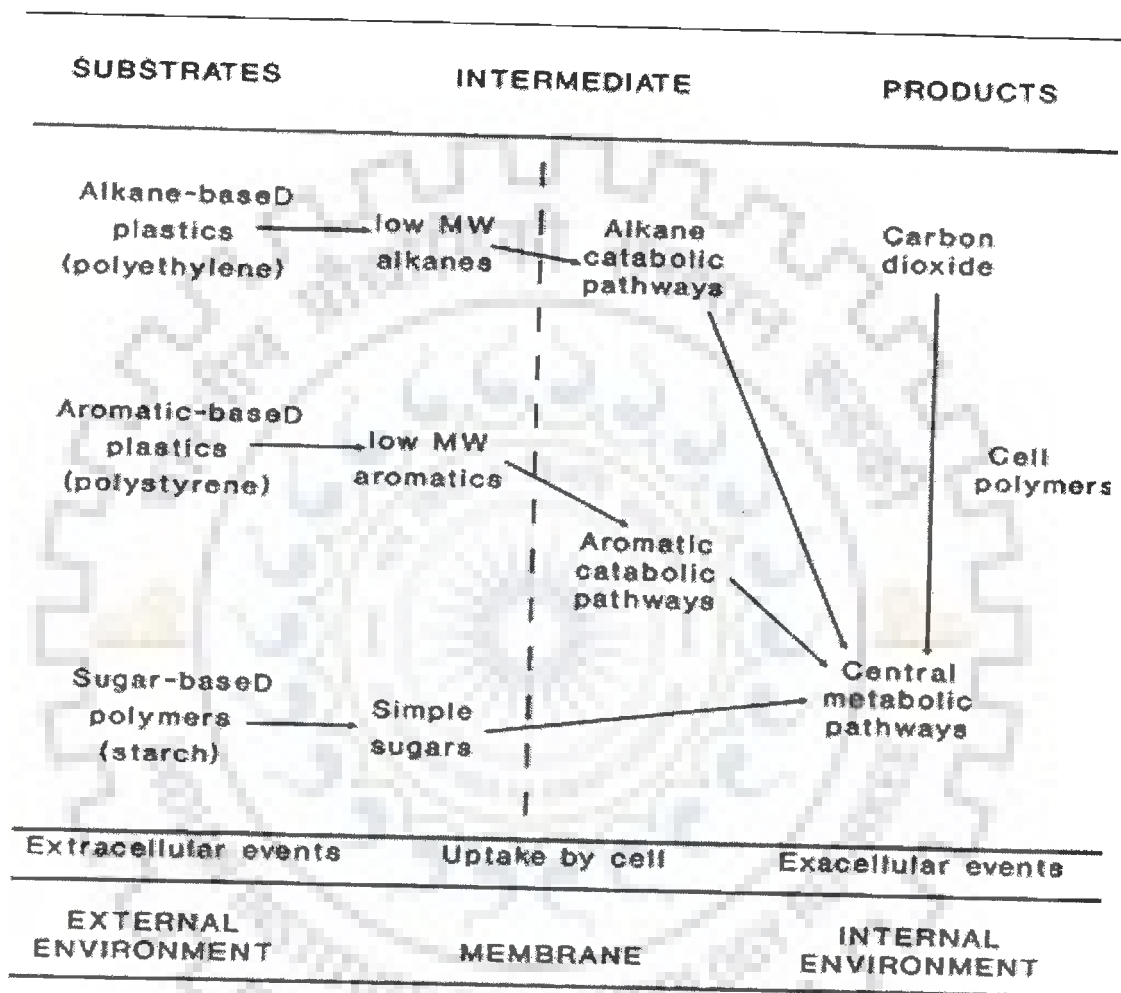 SUBSTRATES INTERMEDIATE PRODUCTS
Alkane-baseD
plastics
(polyethylene)
low MW
alkanes
Alkane
catabolic
pathways
Carbon
dioxide
Aromatic-baseD
plastics
(polystyrene)
low MW
aromatics
Cell
polymers
Aromatic
catabolic
pathways
Sugar-baseD
polymers
(starch)
Simple
sugars
Central
metabolic
pathways
Extracellular events Uptake by cell Exacellular events
EXTERNAL
ENVIRONMENT
MEMBRANE
INTERNAL
ENVIRONMENT